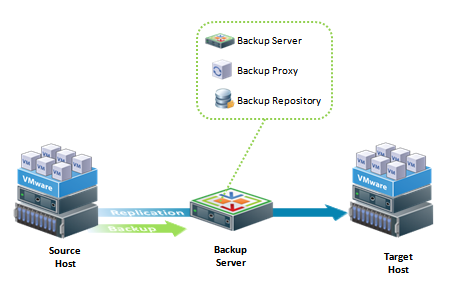 Backup Server
Backup Proxy
Backup Repository
VM VM VM VM VM VM
VMware
VM VM VM VM VM VM
VMware
Replication
Backup
Source
Host
Backup
Server
Target
Host